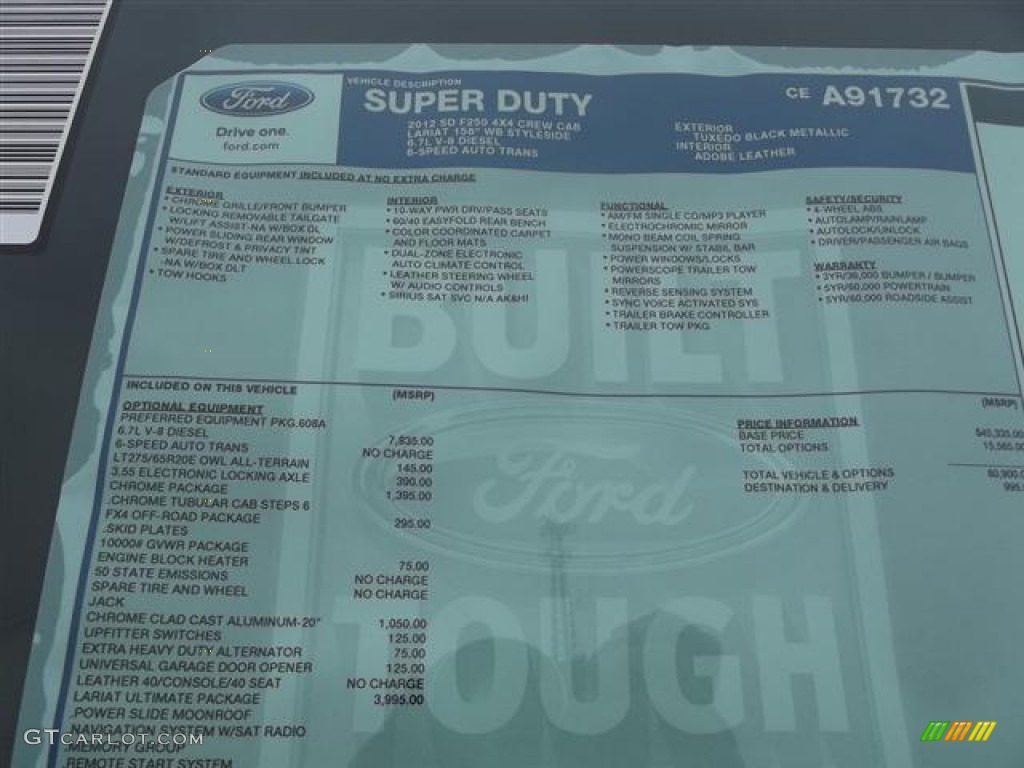 Ford
Drive one.
ford.com
VEHICLE DESCRIPTION
SUPER DUTY
2012 SD F250 4X4 CREW CAB
LARIAT 156" WB STYLESIDE
6.7L V-8 DIESEL
6-SPEED AUTO TRANS
CE A91732
EXTERIOR
TUXEDO BLACK METALLIC
INTERIOR
ADOBE LEATHER
STANDARD EQUIPMENT INCLUDED AT NO EXTRA CHARGE
EXTERIOR
• CHROME GRILLE/FRONT BUMPER
• LOCKING REMOVABLE TAILGATE
W/LIFT ASSIST-NA W/BOX DL
• POWER SLIDING REAR WINDOW
W/DEFROST & PRIVACY TINT
• SPARE TIRE AND WHEEL LOCK
-NA W/BOX DLT
• TOW HOOKS
INTERIOR
• 10-WAY PWR DRV/PASS SEATS
• 60/40 EASYFOLD REAR BENCH
• COLOR COORDINATED CARPET
AND FLOOR MATS
• DUAL-ZONE ELECTRONIC
AUTO CLIMATE CONTROL
• LEATHER STEERING WHEEL
W/ AUDIO CONTROLS
• SIRIUS SAT SVC N/A AK&HI
FUNCTIONAL
• AM/FM SINGLE CD/MP3 PLAYER
• ELECTROCHROMIC MIRROR
• MONO BEAM COIL SPRING
SUSPENSION W/ STABIL BAR
• POWER WINDOWS/LOCKS
• POWERSCOPE TRAILER TOW
MIRRORS
• REVERSE SENSING SYSTEM
• SYNC VOICE ACTIVATED SYS
• TRAILER BRAKE CONTROLLER
• TRAILER TOW PKG
SAFETY/SECURITY
• 4-WHEEL ABS
• AUTOLAMP/RAINLAMP
• AUTOLOCK/UNLOCK
• DRIVER/PASSENGER AIR BAGS
WARRANTY
• 3YR/36,000 BUMPER / BUMPER
• 5YR/60,000 POWERTRAIN
• 5YR/60,000 ROADSIDE ASSIST
BUILT
Ford
TOUGH
INCLUDED ON THIS VEHICLE (MSRP)
OPTIONAL EQUIPMENT
PREFERRED EQUIPMENT PKG.608A
6.7L V-8 DIESEL 7,835.00
6-SPEED AUTO TRANS NO CHARGE
LT275/65R20E OWL ALL-TERRAIN 145.00
3.55 ELECTRONIC LOCKING AXLE 390.00
CHROME PACKAGE 1,395.00
.CHROME TUBULAR CAB STEPS 6
FX4 OFF-ROAD PACKAGE 295.00
.SKID PLATES
10000# GVWR PACKAGE
ENGINE BLOCK HEATER 75.00
50 STATE EMISSIONS NO CHARGE
SPARE TIRE AND WHEEL NO CHARGE
JACK
CHROME CLAD CAST ALUMINUM-20" 1,050.00
UPFITTER SWITCHES 125.00
EXTRA HEAVY DUTY ALTERNATOR 75.00
UNIVERSAL GARAGE DOOR OPENER 125.00
LEATHER 40/CONSOLE/40 SEAT NO CHARGE
LARIAT ULTIMATE PACKAGE 3,995.00
.POWER SLIDE MOONROOF
.NAVIGATION SYSTEM W/SAT RADIO
.MEMORY GROUP
.REMOTE START SYSTEM
(MSRP)
PRICE INFORMATION
BASE PRICE $45,335.00
TOTAL OPTIONS 15,565.00
TOTAL VEHICLE & OPTIONS 60,900.0
DESTINATION & DELIVERY 995.
GTcarlot.com